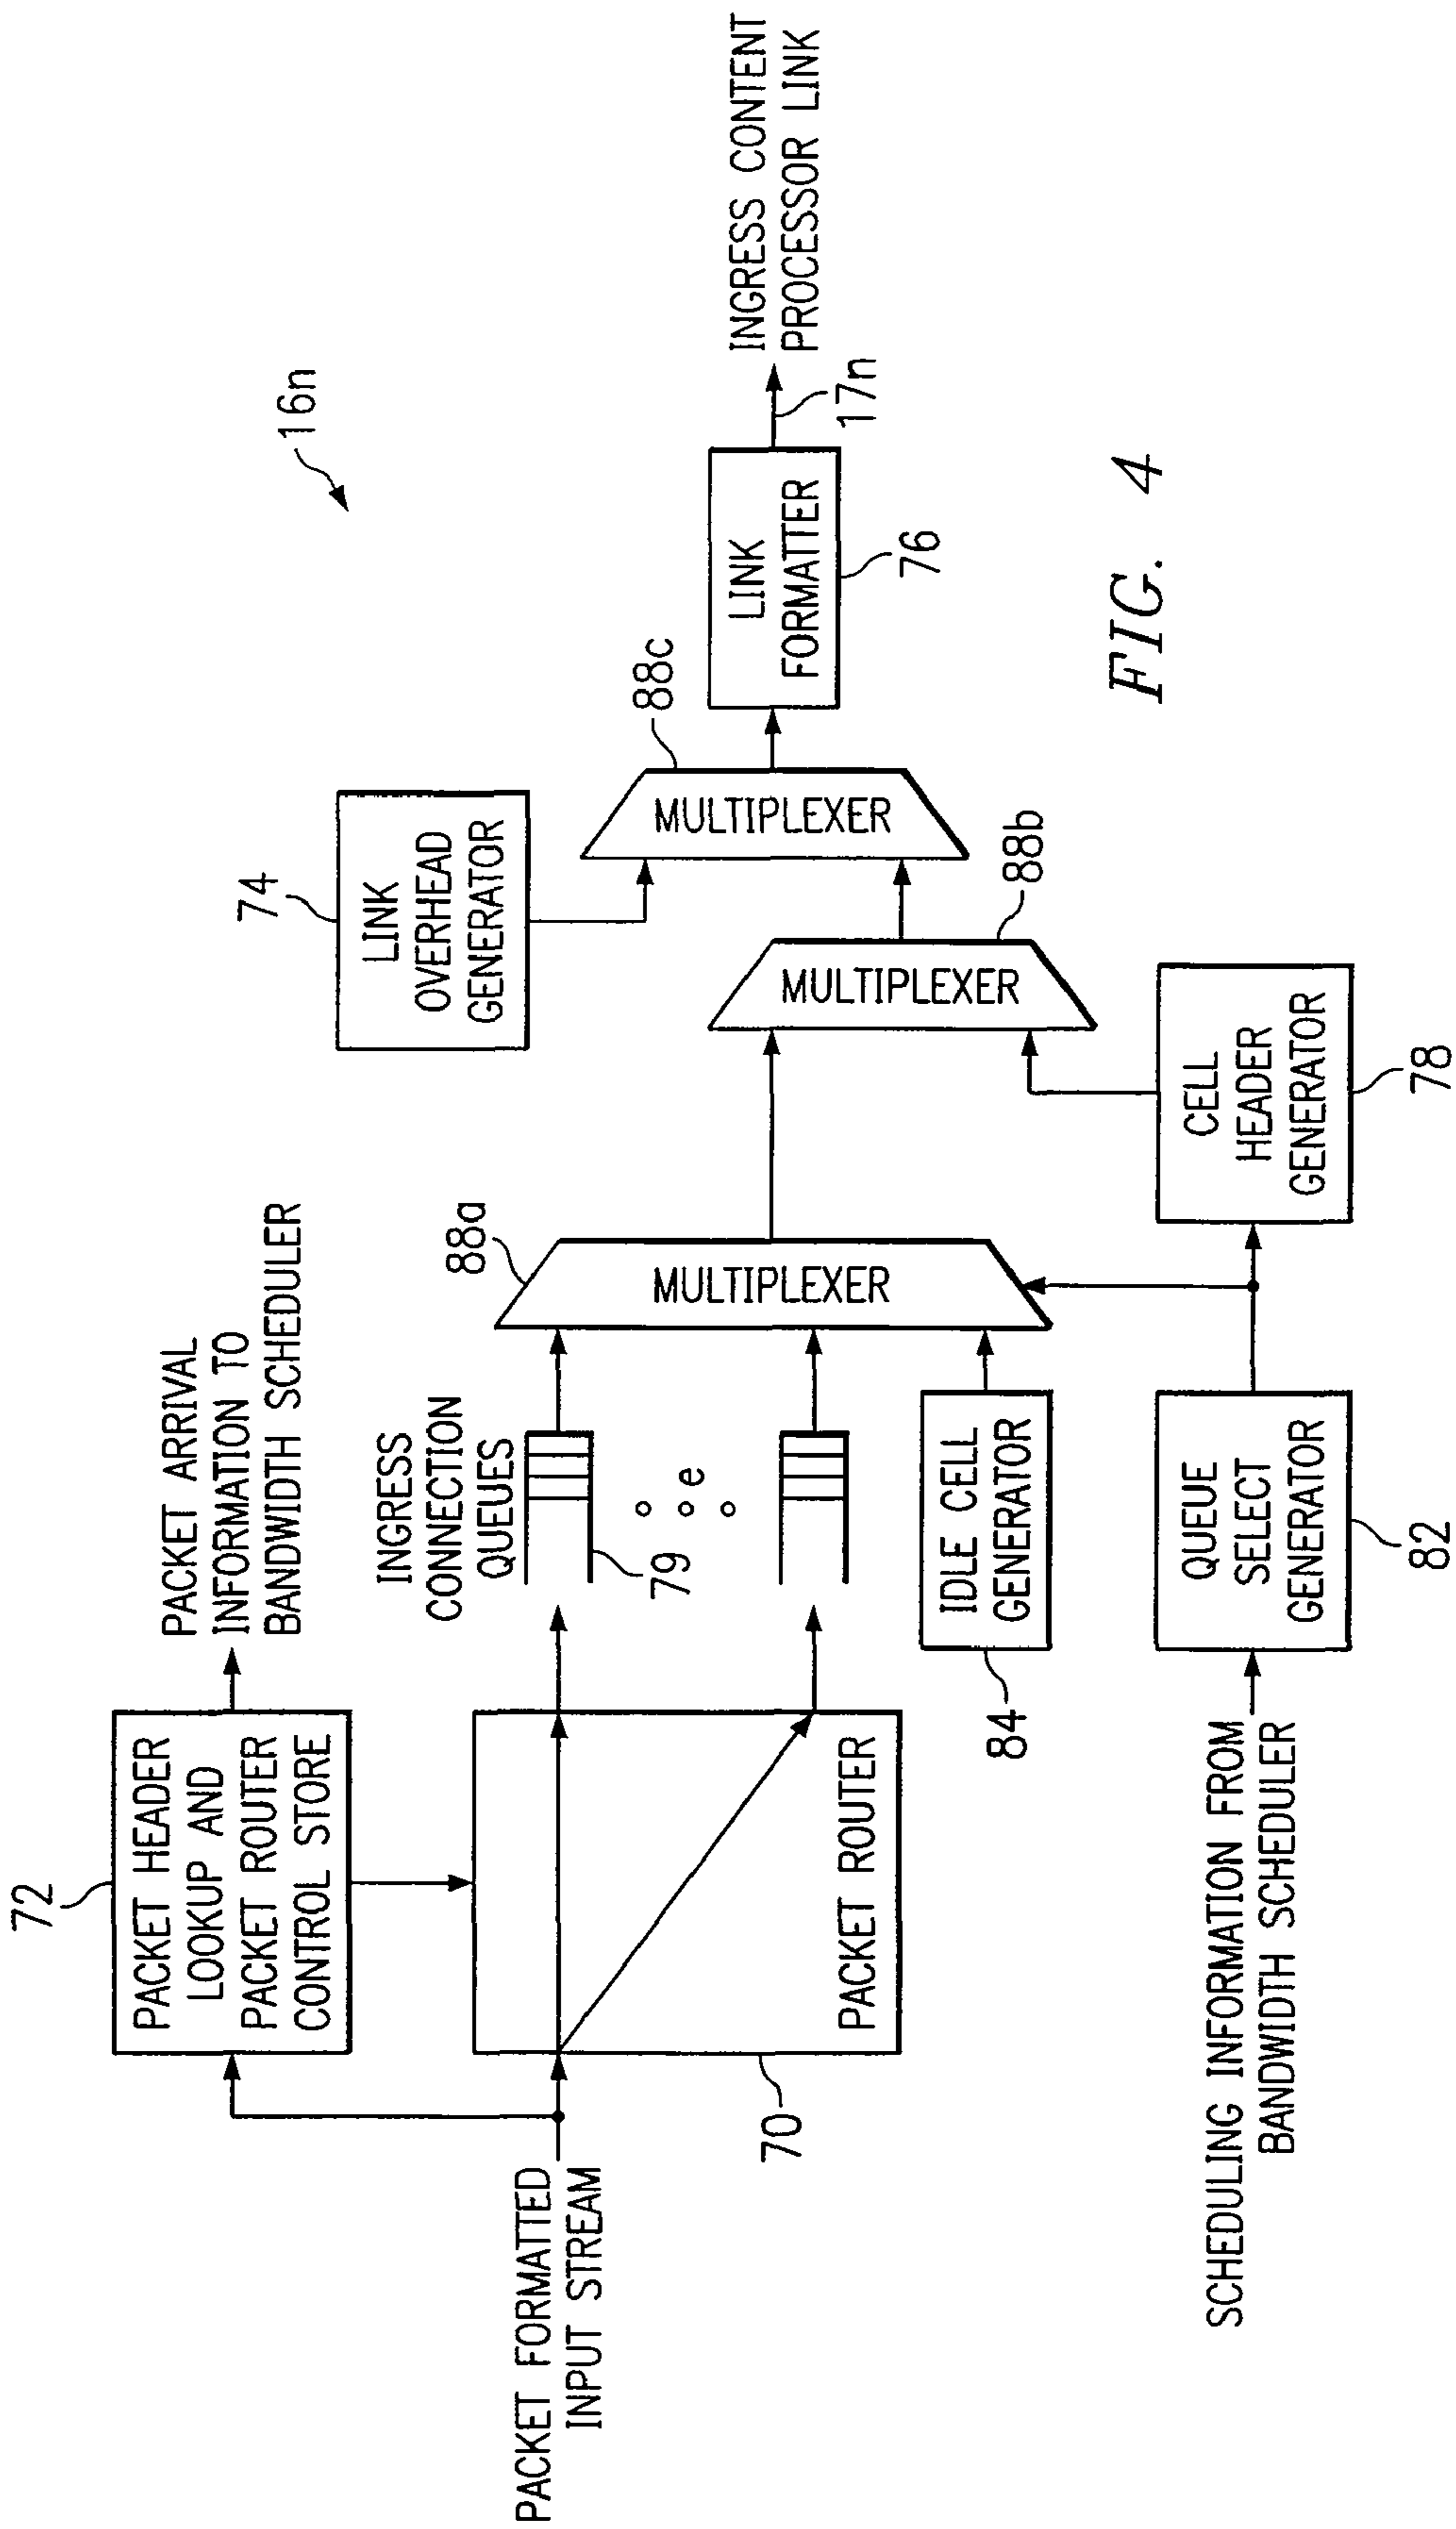 16n
72
PACKET HEADER
LOOKUP AND
PACKET ROUTER
CONTROL STORE
PACKET ARRIVAL
INFORMATION TO
BANDWIDTH SCHEDULER
PACKET FORMATTED
INPUT STREAM
70
PACKET ROUTER
INGRESS
CONNECTION
QUEUES
79
e
88a
MULTIPLEXER
84
IDLE CELL
GENERATOR
SCHEDULING INFORMATION FROM
BANDWIDTH SCHEDULER
QUEUE
SELECT
GENERATOR
82
CELL
HEADER
GENERATOR
78
74
LINK
OVERHEAD
GENERATOR
MULTIPLEXER
88b
MULTIPLEXER
88c
LINK
FORMATTER
76
17n
INGRESS CONTENT
PROCESSOR LINK
FIG. 4